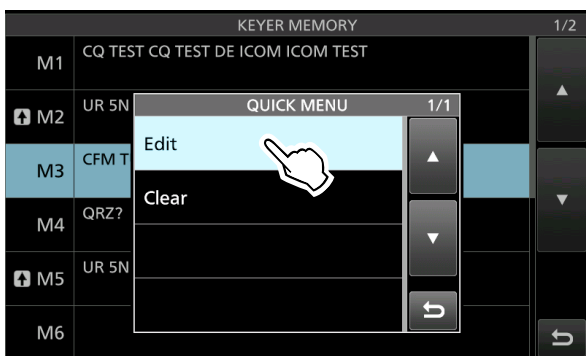 KEYER MEMORY 1/2
M1 CQ TEST CQ TEST DE ICOM ICOM TEST
M2 UR 5N
QUICK MENU 1/1
Edit
M3 CFM T
Clear
M4 QRZ?
M5 UR 5N
M6